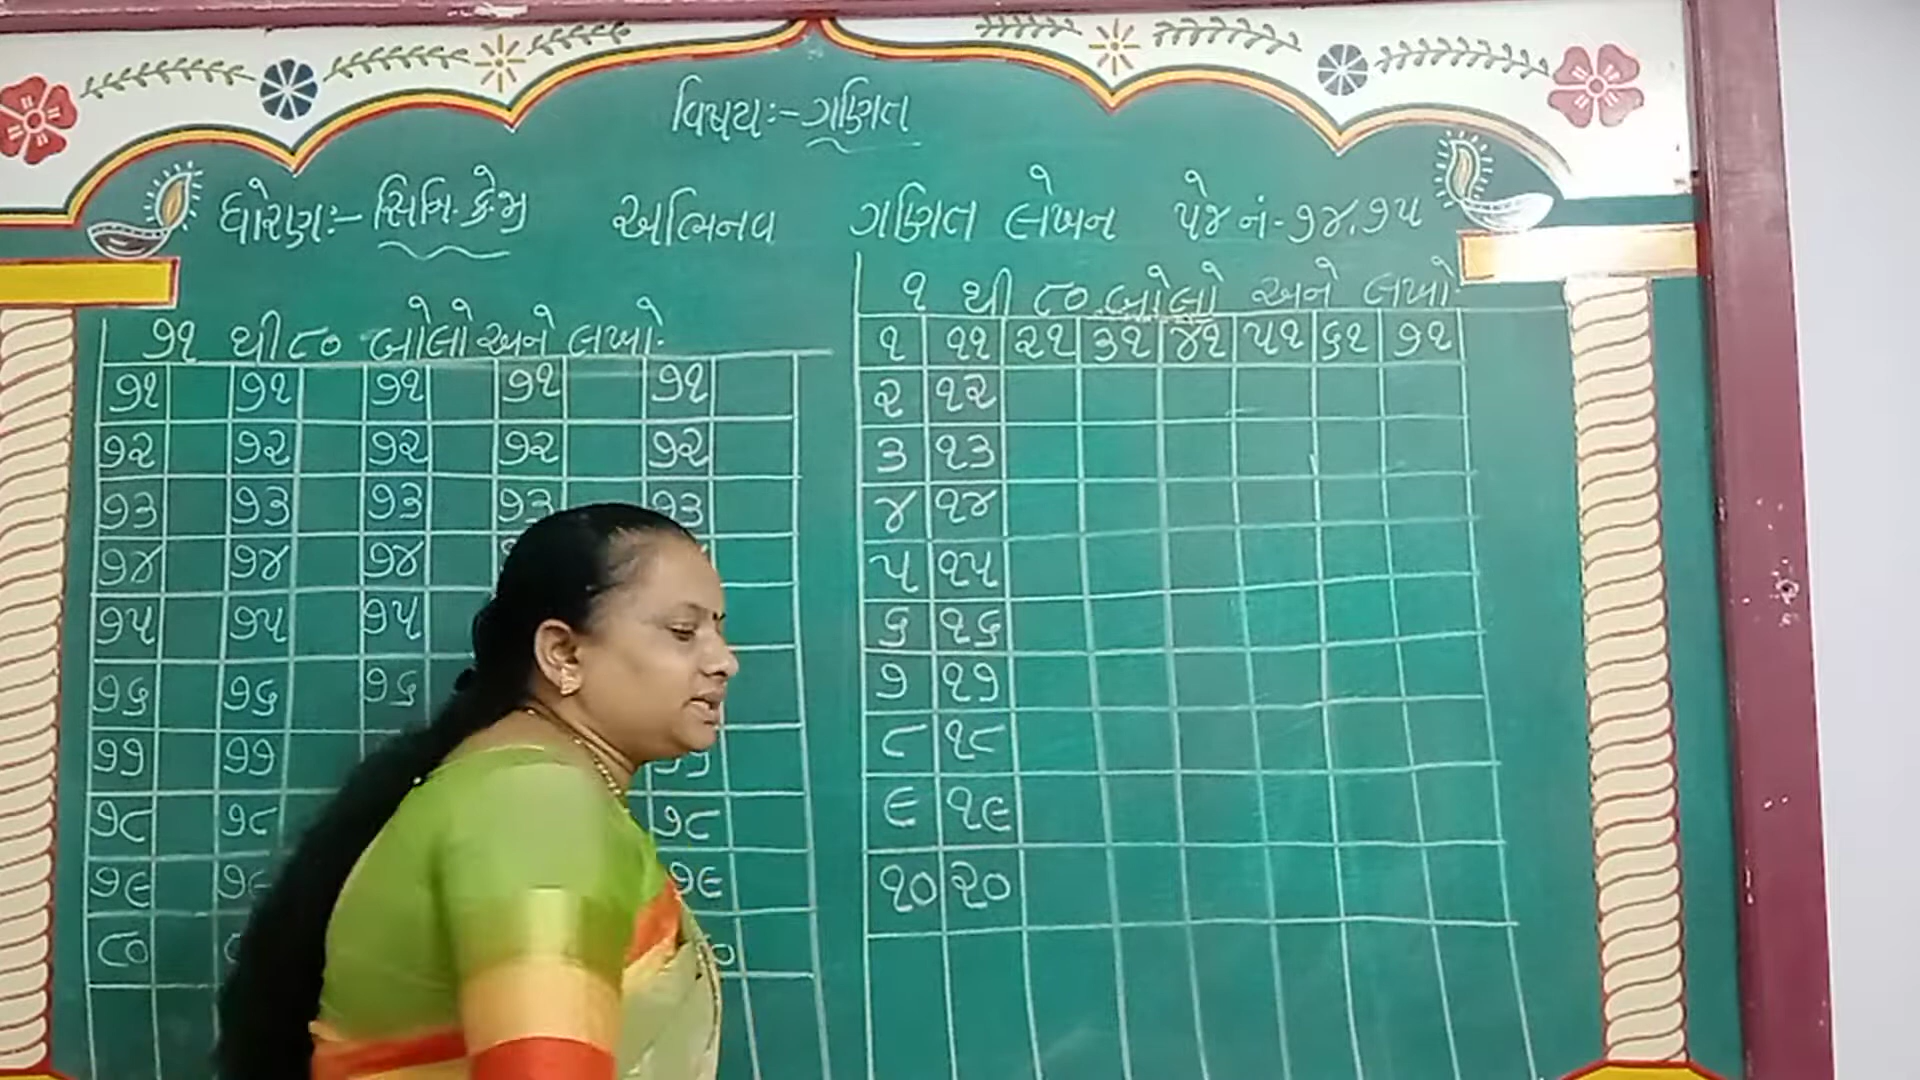 વિષય:- ગણિત
ધોરણ:- સિનિ. કે.જી અભિનવ ગણિત લેખન પેજ નં- ૭૪,૭૫
૭૧ થી ૮૦ બોલો અને લખો.
૭૧ ૭૧ ૭૧ ૭૧ ૭૧
૭૨ ૭૨ ૭૨ ૭૨ ૭૨
૭૩ ૭૩ ૭૩ ૭૩ ૭૩
૭૪ ૭૪ ૭૪
૭૫ ૭૫ ૭૫
૭૬ ૭૬ ૭૬
૭૭ ૭૭ ૭૭
૭૮ ૭૮ ૭૮
૭૯ ૭૯ ૭૯
૮૦
૧ થી ૮૦ બોલો અને લખો.
૧ ૧૧ ૨૧ ૩૧ ૪૧ ૫૧ ૬૧ ૭૧
૨ ૧૨
૩ ૧૩
૪ ૧૪
૫ ૧૫
૬ ૧૬
૭ ૧૭
૮ ૧૮
૯ ૧૯
૧૦ ૨૦